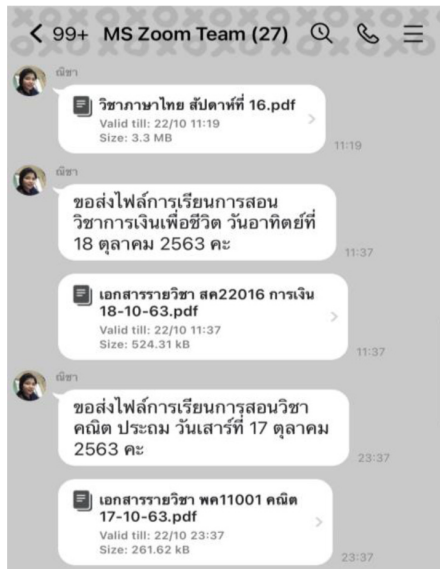 99+ MS Zoom Team (27)
ณิชา
วิชาภาษาไทย สัปดาห์ที่ 16.pdf
Valid till: 22/10 11:19
Size: 3.3 MB
11:19
ณิชา
ขอส่งไฟล์การเรียนการสอน
วิชาการเงินเพื่อชีวิต วันอาทิตย์ที่
18 ตุลาคม 2563 คะ
11:37
เอกสารรายวิชา สค22016 การเงิน
18-10-63.pdf
Valid till: 22/10 11:37
Size: 524.31 kB
11:37
ณิชา
ขอส่งไฟล์การเรียนการสอนวิชา
คณิต ประถม วันเสาร์ที่ 17 ตุลาคม
2563 คะ
23:37
เอกสารรายวิชา พค11001 คณิต
17-10-63.pdf
Valid till: 22/10 23:37
Size: 261.62 kB
23:37